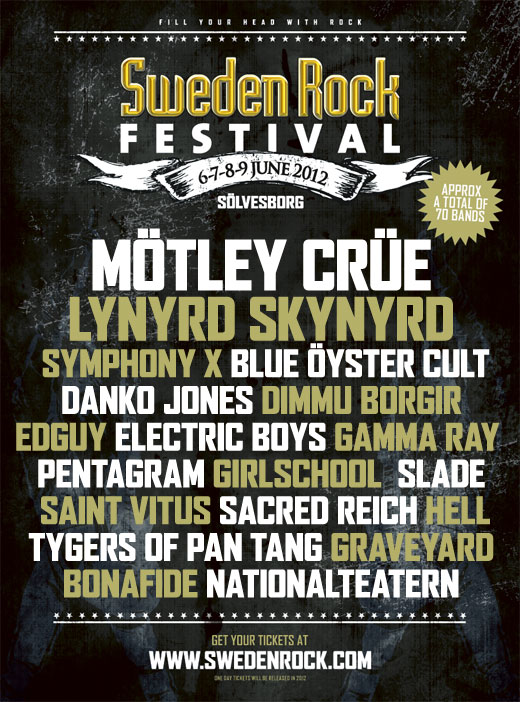 FILL YOUR HEAD WITH ROCK
Sweden Rock
FESTIVAL
6-7-8-9 JUNE 2012
SÖLVESBORG
APPROX
A TOTAL OF
70 BANDS
MÖTLEY CRÜE
LYNYRD SKYNYRD
SYMPHONY X BLUE ÖYSTER CULT
DANKO JONES DIMMU BORGIR
EDGUY ELECTRIC BOYS GAMMA RAY
PENTAGRAM GIRLSCHOOL SLADE
SAINT VITUS SACRED REICH HELL
TYGERS OF PAN TANG GRAVEYARD
BONAFIDE NATIONALTEATERN
GET YOUR TICKETS AT
WWW.SWEDENROCK.COM
ONE DAY TICKETS WILL BE RELEASED IN 2012